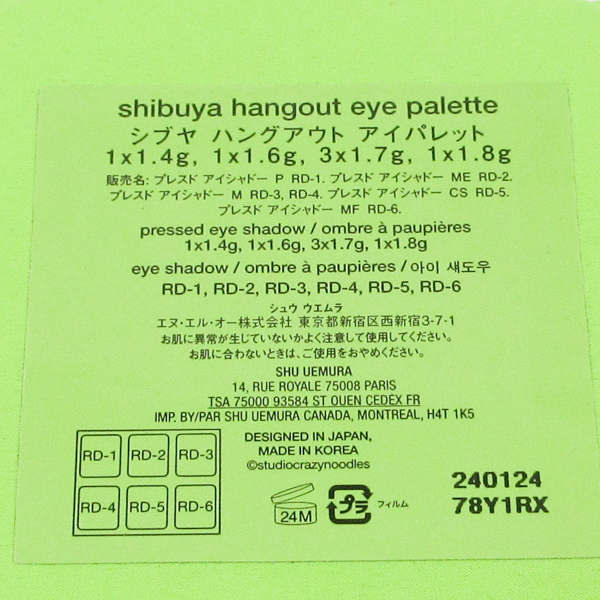 shibuya hangout eye palette
シブヤ ハングアウト アイパレット
1x1.4g, 1x1.6g, 3x1.7g, 1x1.8g
販売名: プレスド アイシャドー P RD-1. プレスド アイシャドー ME RD-2.
プレスド アイシャドー M RD-3, RD-4. プレスド アイシャドー CS RD-5.
プレスド アイシャドー MF RD-6.
pressed eye shadow / ombre à paupières
1x1.4g, 1x1.6g, 3x1.7g, 1x1.8g
eye shadow / ombre à paupières / 아이 섀도우
RD-1, RD-2, RD-3, RD-4, RD-5, RD-6
シュウ ウエムラ
エヌ・エル・オー株式会社 東京都新宿区西新宿3-7-1
お肌に異常が生じていないかよく注意して使用してください。
お肌に合わないときは、ご使用をおやめください。
SHU UEMURA
14, RUE ROYALE 75008 PARIS
TSA 75000 93584 ST OUEN CEDEX FR
IMP. BY/PAR SHU UEMURA CANADA, MONTREAL, H4T 1K5
DESIGNED IN JAPAN,
MADE IN KOREA
©studiocrazynoodles
RD-1 RD-2 RD-3
RD-4 RD-5 RD-6
24M
プラ フィルム
240124
78Y1RX